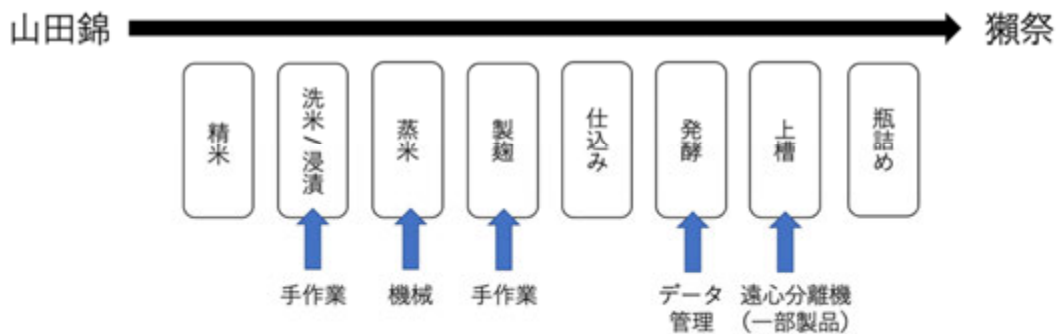 山田錦
獺祭
精米
洗米/浸漬
蒸米
製麹
仕込み
発酵
上槽
瓶詰め
手作業
機械
手作業
データ
管理
遠心分離機
(一部製品)